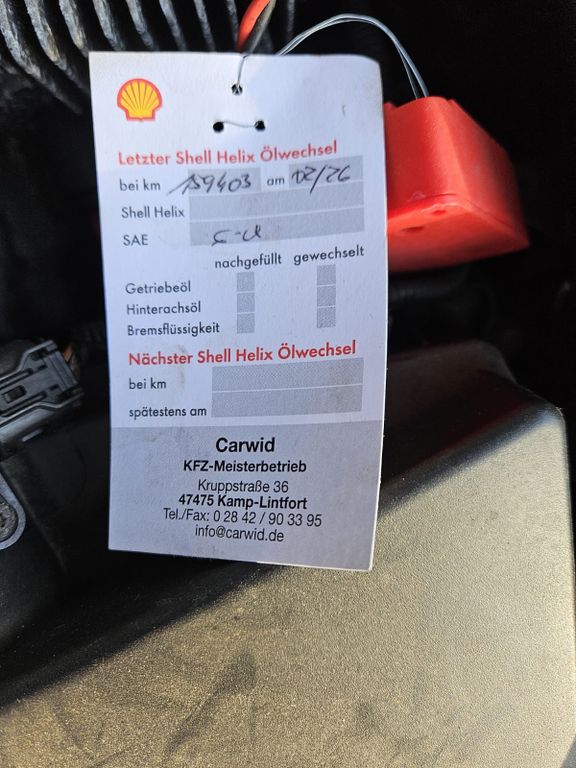 Letzter Shell Helix Ölwechsel
bei km 159403 am 02/26
Shell Helix
SAE
nachgefüllt gewechselt
Getriebeöl
Hinterachsöl
Bremsflüssigkeit
Nächster Shell Helix Ölwechsel
bei km
spätestens am
Carwid
KFZ-Meisterbetrieb
Kruppstraße 36
47475 Kamp-Lintfort
Tel./Fax: 0 28 42 / 90 33 95
info@carwid.de